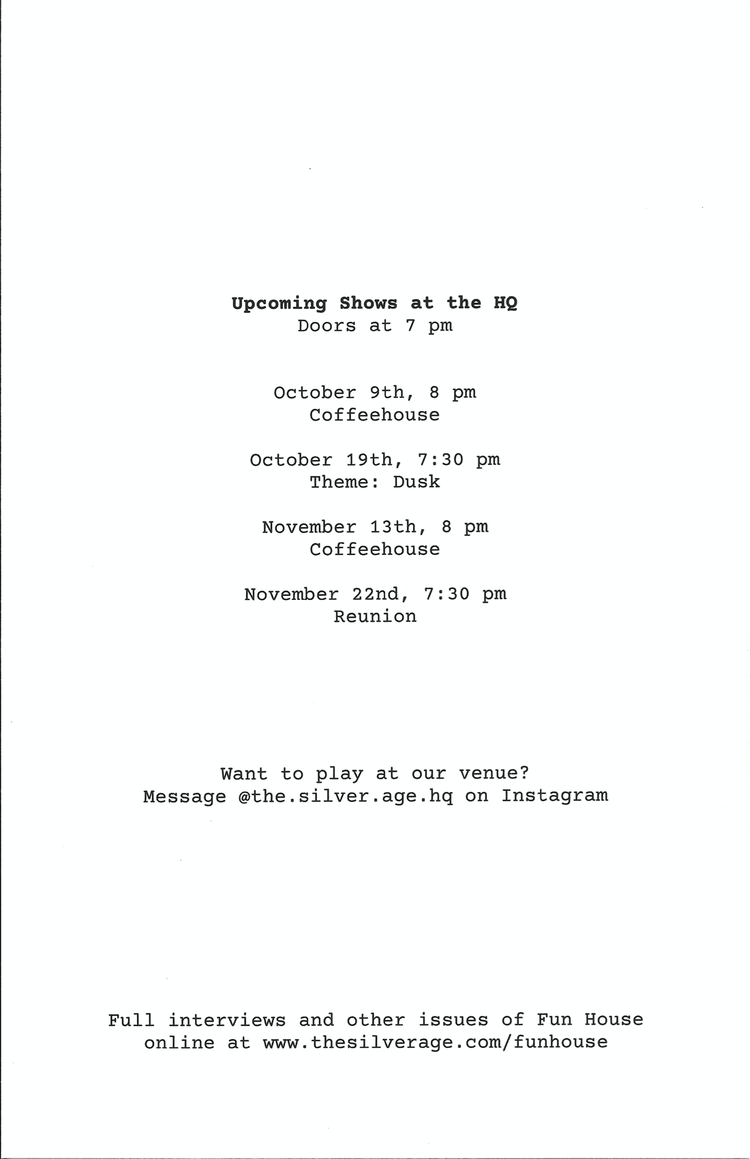 Upcoming Shows at the HQ
Doors at 7 pm
October 9th, 8 pm
Coffeehouse
October 19th, 7:30 pm
Theme: Dusk
November 13th, 8 pm
Coffeehouse
November 22nd, 7:30 pm
Reunion
Want to play at our venue?
Message @the.silver.age.hq on Instagram
Full interviews and other issues of Fun House
online at www.thesilverage.com/funhouse